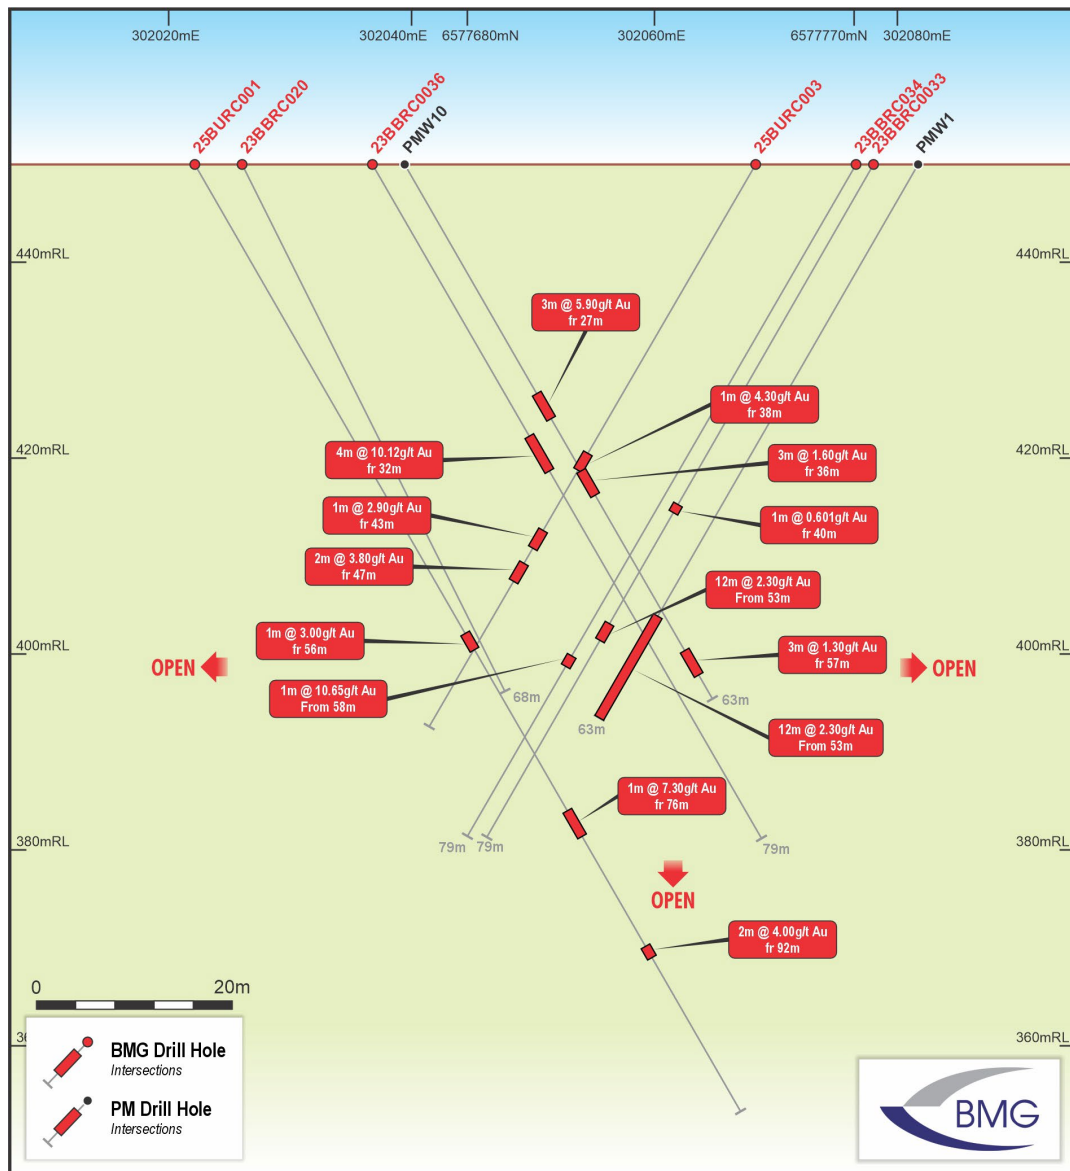 302020mE
302040mE
6577680mN
302060mE
6577770mN
302080mE
25BURC001
23BBRC020
23BBRC0036
PMW10
25BURC003
23BBRC034
23BBRC0033
PMW1
440mRL
440mRL
3m @ 5.90g/t Au
fr 27m
1m @ 4.30g/t Au
fr 38m
420mRL
420mRL
4m @ 10.12g/t Au
fr 32m
3m @ 1.60g/t Au
fr 36m
1m @ 2.90g/t Au
fr 43m
1m @ 0.601g/t Au
fr 40m
2m @ 3.80g/t Au
fr 47m
12m @ 2.30g/t Au
From 53m
1m @ 3.00g/t Au
fr 56m
400mRL
400mRL
OPEN
OPEN
3m @ 1.30g/t Au
fr 57m
1m @ 10.65g/t Au
From 58m
68m
63m
63m
12m @ 2.30g/t Au
From 53m
1m @ 7.30g/t Au
fr 76m
380mRL
380mRL
79m
79m
79m
OPEN
2m @ 4.00g/t Au
fr 92m
0
20m
360mRL
BMG Drill Hole
Intersections
PM Drill Hole
Intersections
BMG